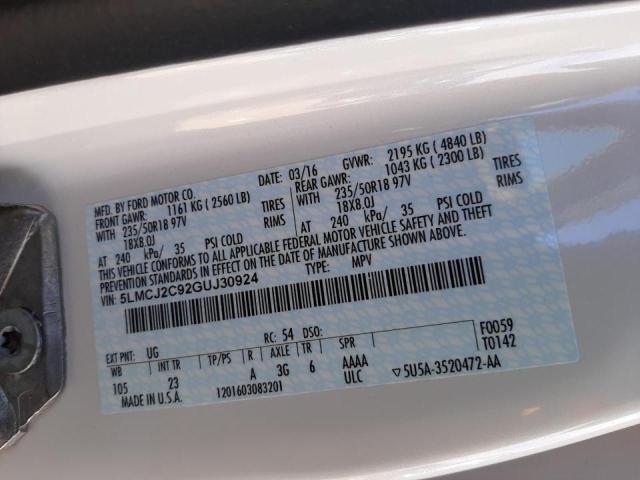 MFD. BY FORD MOTOR CO.
DATE: 03/16 GVWR: 2195 KG ( 4840 LB)
FRONT GAWR: 1161 KG ( 2560 LB) REAR GAWR: 1043 KG ( 2300 LB)
WITH 235/50R18 97V TIRES WITH 235/50R18 97V TIRES
18X8.0J RIMS 18X8.0J RIMS
AT 240 kPa/ 35 PSI COLD AT 240 kPa/ 35 PSI COLD
THIS VEHICLE CONFORMS TO ALL APPLICABLE FEDERAL MOTOR VEHICLE SAFETY AND THEFT
PREVENTION STANDARDS IN EFFECT ON THE DATE OF MANUFACTURE SHOWN ABOVE.
VIN: 5LMCJ2C92GUJ30924
TYPE: MPV
EXT PNT: UG RC: 54 DSO: F0059
WB INT TR TP/PS R AXLE TR SPR T0142
105 23 A 3G 6 AAAA
ULC 5U5A-3520472-AA
MADE IN U.S.A. 1201603083201